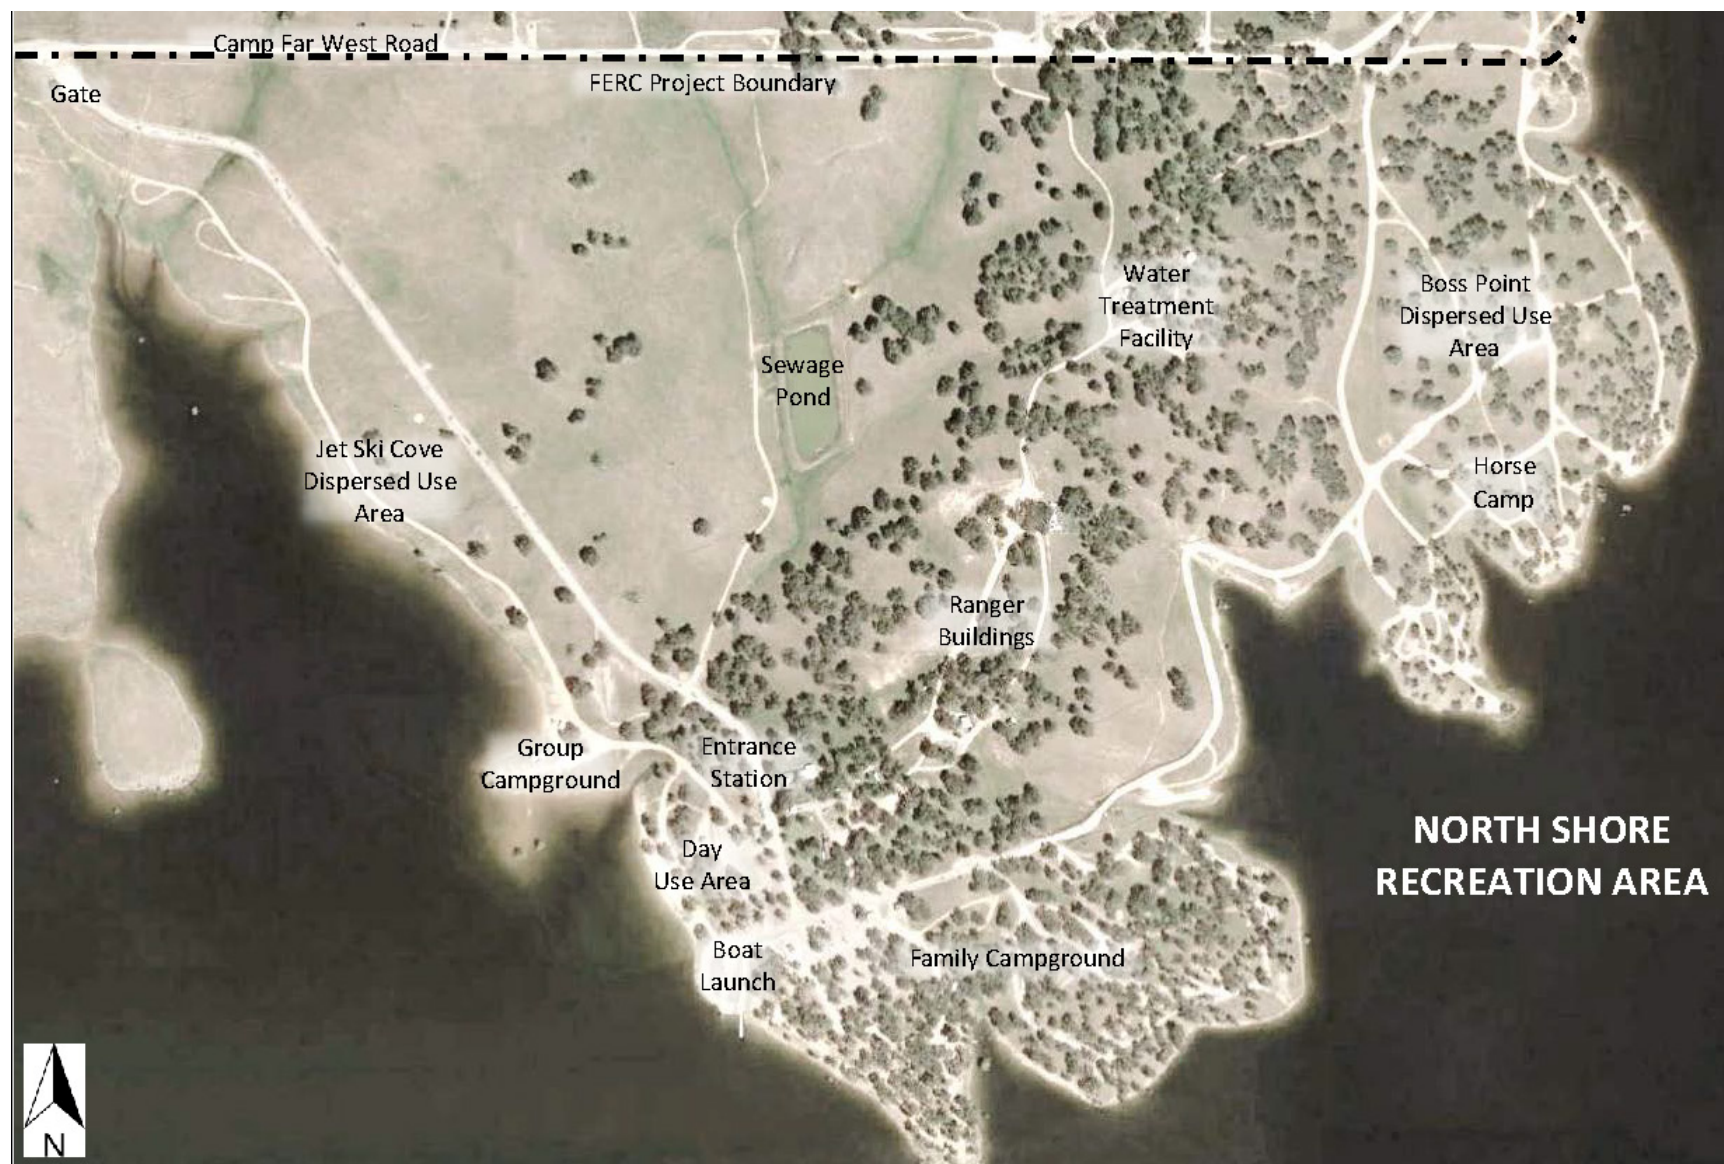 Camp Far West Road
FERC Project Boundary
Gate
Water
Treatment
Facility
Boss Point
Dispersed Use
Area
Sewage
Pond
Jet Ski Cove
Dispersed Use
Area
Horse
Camp
Ranger
Buildings
Group
Campground
Entrance
Station
Day
Use Area
NORTH SHORE
RECREATION AREA
Boat
Launch
Family Campground
N